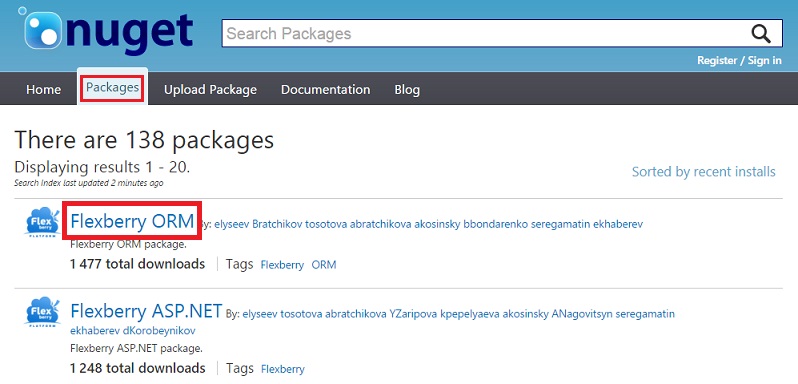 nuget
Search Packages
Register / Sign in
Home Packages Upload Package Documentation Blog
There are 138 packages
Displaying results 1 - 20.
Search Index last updated 2 minutes ago
Sorted by recent installs
Flex
berry
PLATFORM
Flexberry ORM By: elyseev Bratchikov tosotova abratchikova akosinsky bbondarenko seregamatin ekhaberev
Flexberry ORM package.
1 477 total downloads Tags Flexberry ORM
Flex
berry
PLATFORM
Flexberry ASP.NET By: elyseev tosotova abratchikova YZaripova kpepelyaeva akosinsky ANagovitsyn seregamatin
ekhaberev dKorobeynikov
Flexberry ASP.NET package.
1 248 total downloads Tags Flexberry